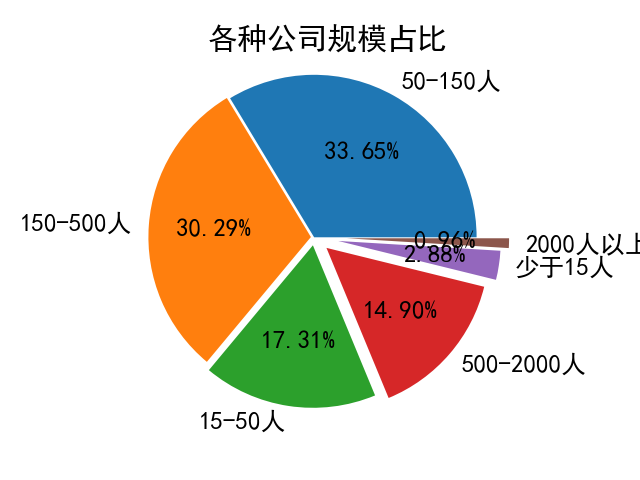 各种公司规模占比
50-150人
33.65%
150-500人
30.29%
0.96%
2000人以上
2.88%
少于15人
14.90%
17.31%
500-2000人
15-50人